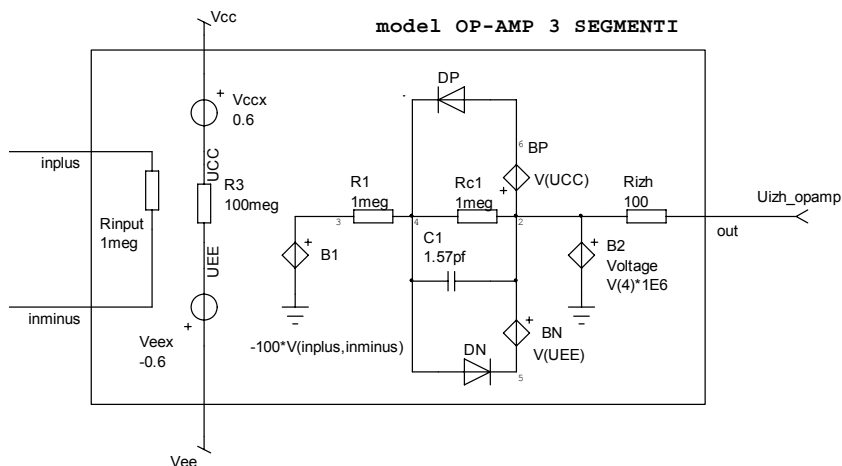 Vcc
model OP-AMP 3 SEGMENTI
DP
+
Vccx
0.6
inplus
UCC
6
BP
+
V(UCC)
R3
100meg
Rinput
1meg
R1
1meg
Rc1
1meg
Rizh
100
Uizh_opamp
3
4
2
out
+
B1
C1
1.57pf
+
B2
Voltage
V(4)*1E6
UEE
inminus
+
Veex
-0.6
-100*V(inplus,inminus)
+
BN
V(UEE)
DN
5
Vee